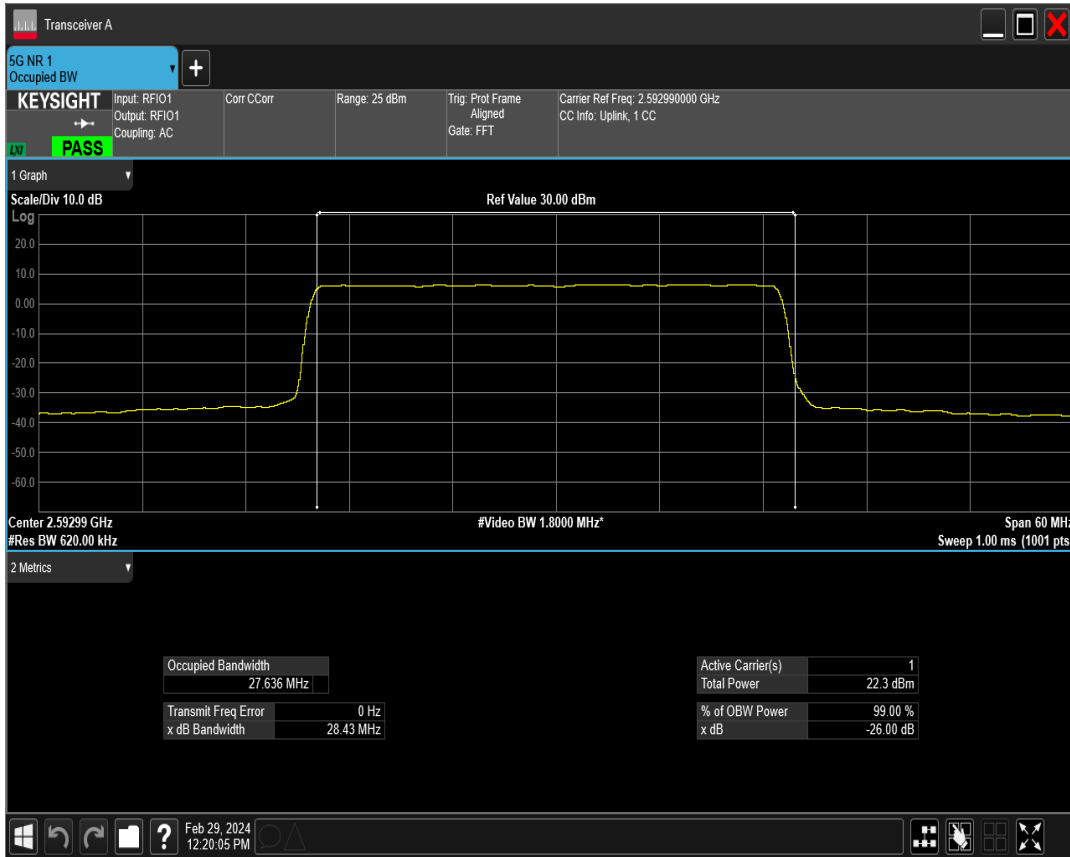 Transceiver A
5G NR 1
Occupied BW
+
KEYSIGHT
LXI
PASS
Input: RFIO1
Output: RFIO1
Coupling: AC
Corr CCorr
Range: 25 dBm
Trig: Prot Frame
Aligned
Gate: FFT
Carrier Ref Freq: 2.592990000 GHz
CC Info: Uplink, 1 CC
1 Graph
Scale/Div 10.0 dB
Ref Value 30.00 dBm
Log
20.0
10.0
0.00
-10.0
-20.0
-30.0
-40.0
-50.0
-60.0
Center 2.59299 GHz
#Video BW 1.8000 MHz*
Span 60 MHz
#Res BW 620.00 kHz
Sweep 1.00 ms (1001 pts
2 Metrics
Occupied Bandwidth
27.636 MHz
Transmit Freq Error 0 Hz
x dB Bandwidth 28.43 MHz
Active Carrier(s) 1
Total Power 22.3 dBm
% of OBW Power 99.00 %
x dB -26.00 dB
?
Feb 29, 2024
12:20:05 PM